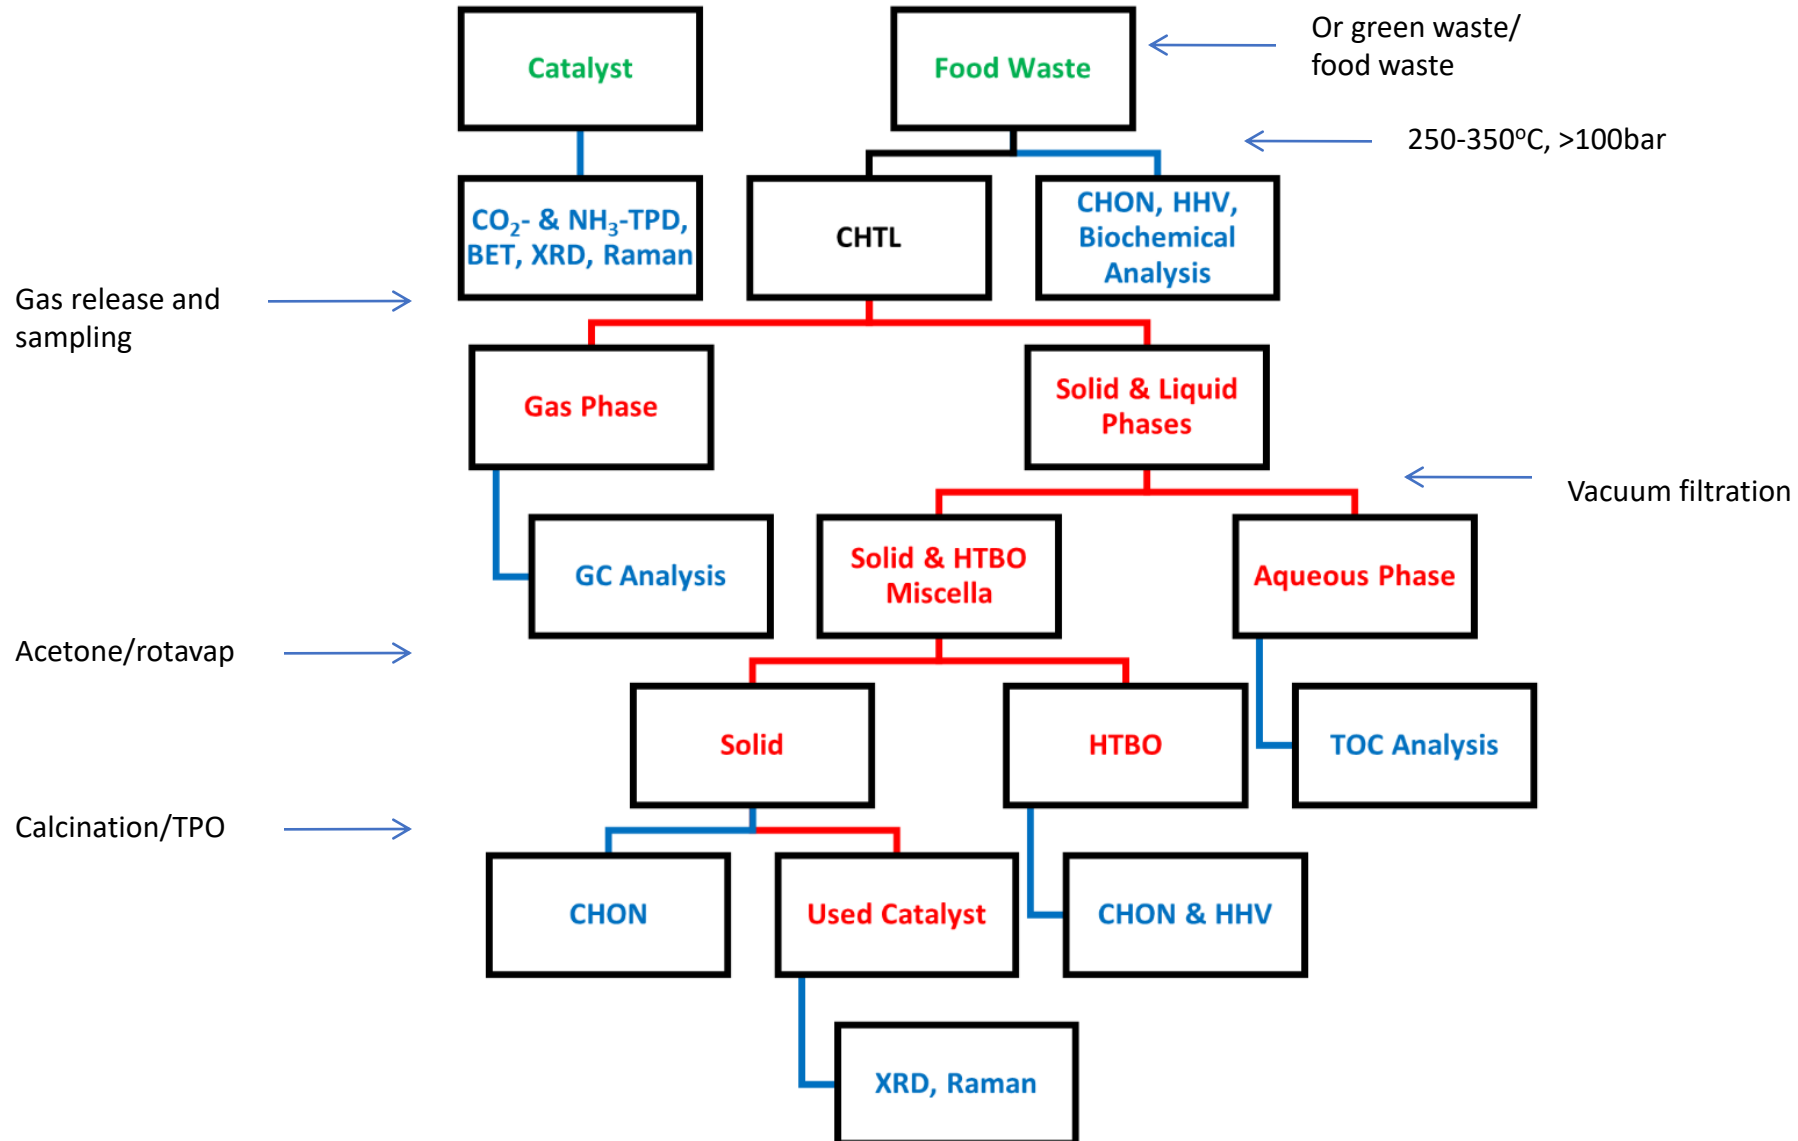 Catalyst
Food Waste
Or green waste/
food waste
250-350°C, >100bar
CO₂- & NH₃-TPD,
BET, XRD, Raman
CHTL
CHON, HHV,
Biochemical
Analysis
Gas release and
sampling
Gas Phase
Solid & Liquid
Phases
Vacuum filtration
GC Analysis
Solid & HTBO
Miscella
Aqueous Phase
Acetone/rotavap
Solid
HTBO
TOC Analysis
Calcination/TPO
CHON
Used Catalyst
CHON & HHV
XRD, Raman